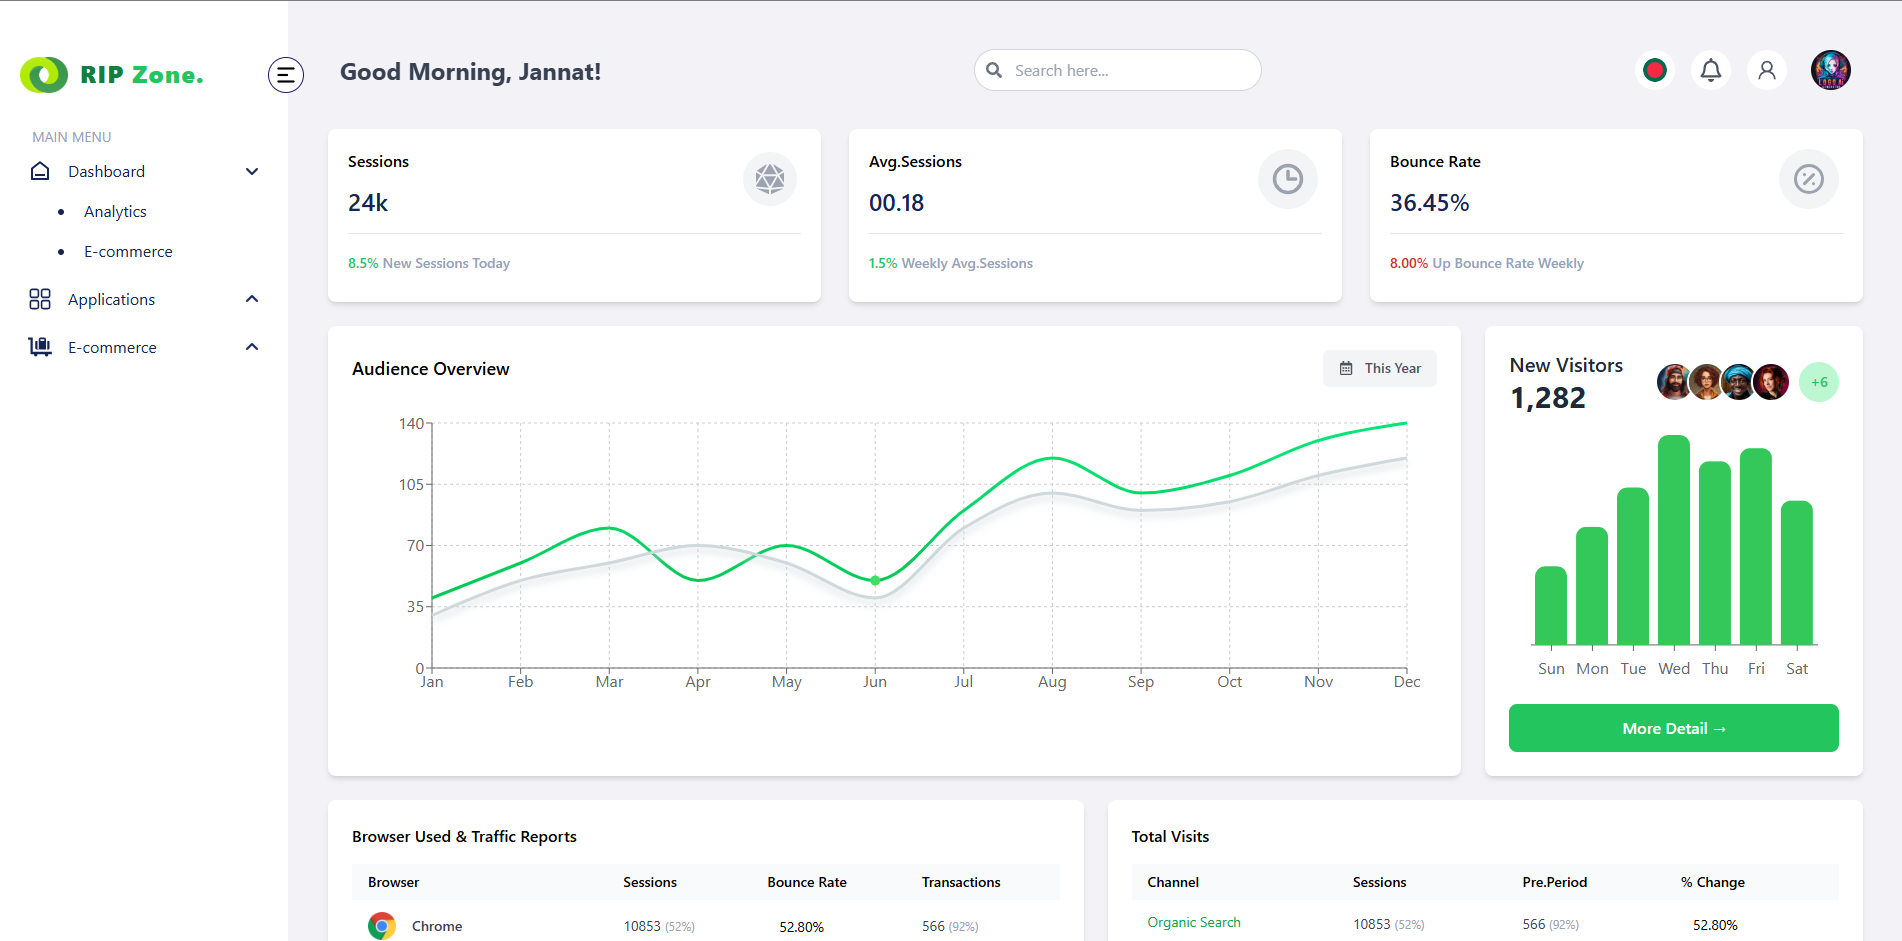 RIP Zone.
MAIN MENU
Dashboard
Analytics
E-commerce
Applications
E-commerce
Good Morning, Jannat!
Search here...
Sessions
24k
8.5% New Sessions Today
Avg.Sessions
00.18
1.5% Weekly Avg.Sessions
Bounce Rate
36.45%
8.00% Up Bounce Rate Weekly
Audience Overview
This Year
140
105
70
35
0
Jan Feb Mar Apr May Jun Jul Aug Sep Oct Nov Dec
New Visitors
1,282
+6
Sun Mon Tue Wed Thu Fri Sat
More Detail →
Browser Used & Traffic Reports
Browser Sessions Bounce Rate Transactions
Chrome 10853 (52%) 52.80% 566 (92%)
Total Visits
Channel Sessions Pre.Period % Change
Organic Search 10853 (52%) 566 (92%) 52.80%